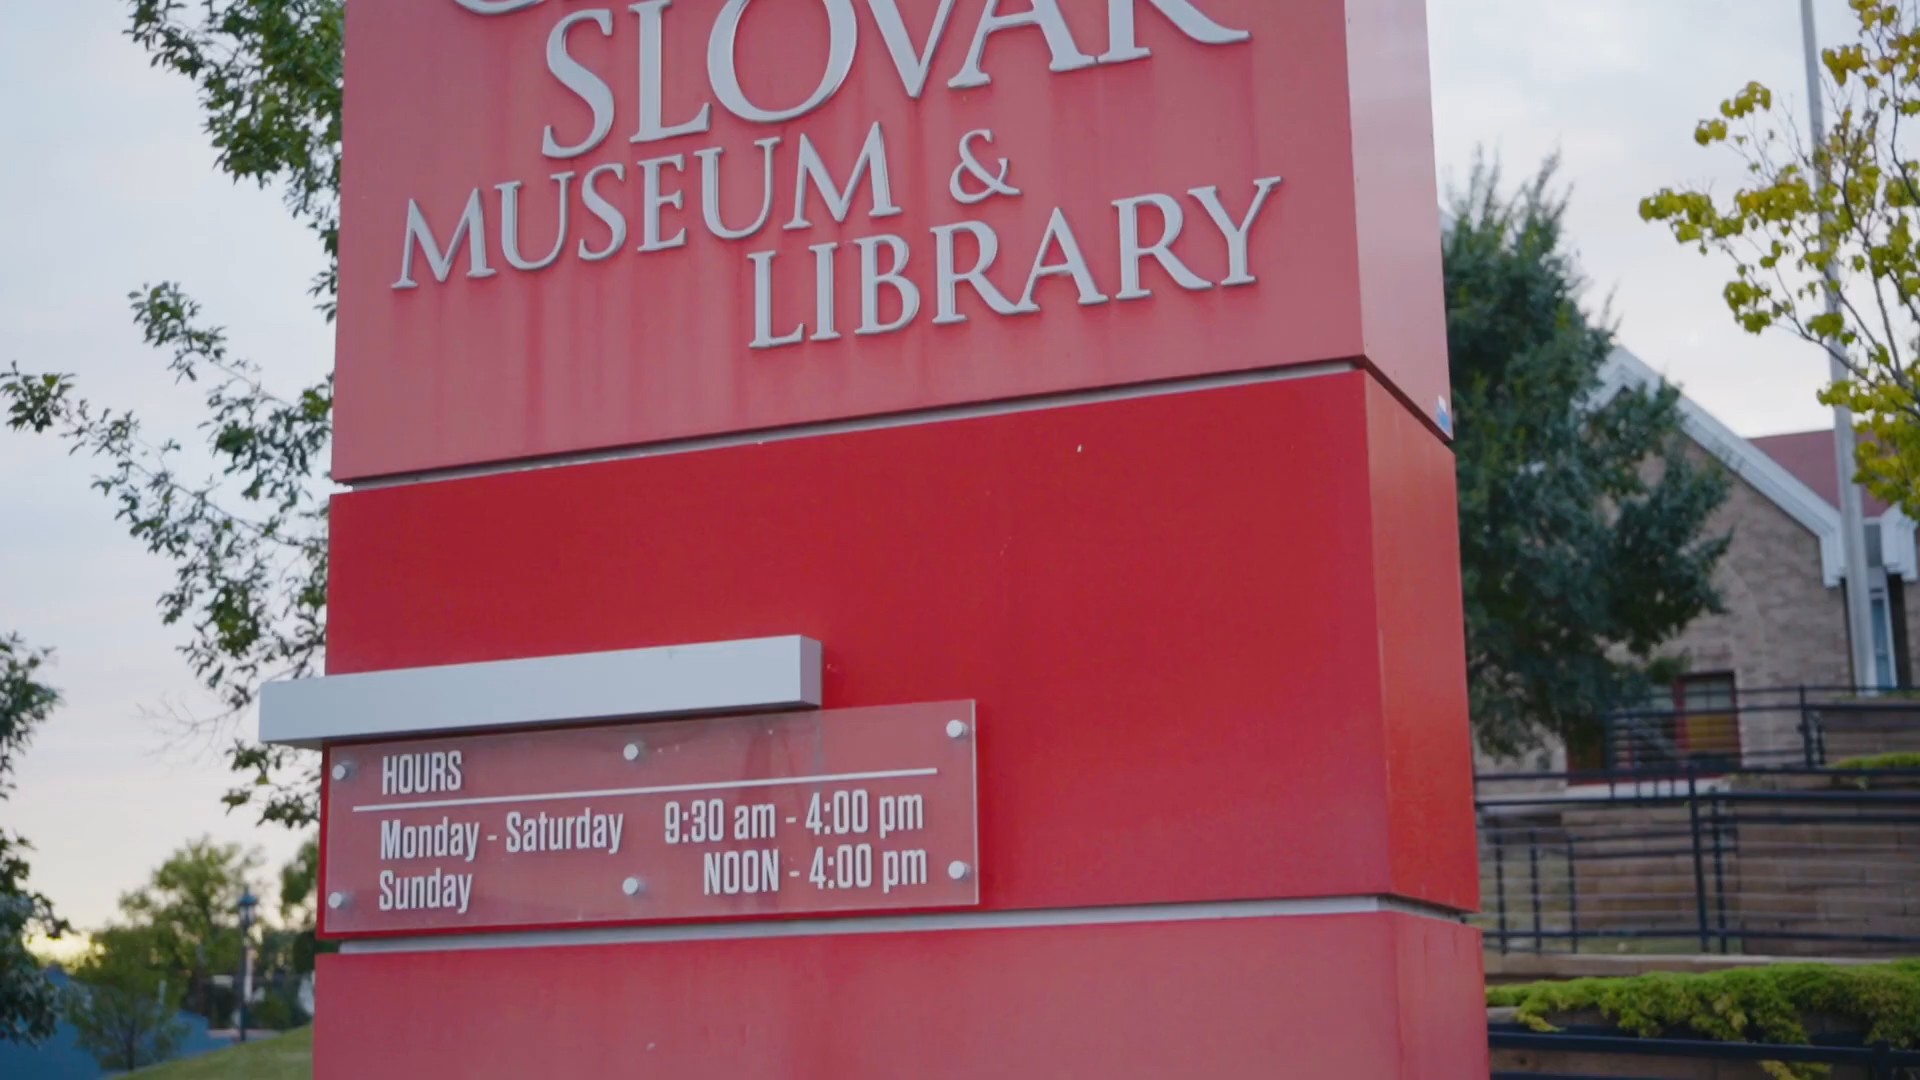 SLOVAK
MUSEUM &
LIBRARY
HOURS
Monday - Saturday 9:30 am - 4:00 pm
Sunday NOON - 4:00 pm